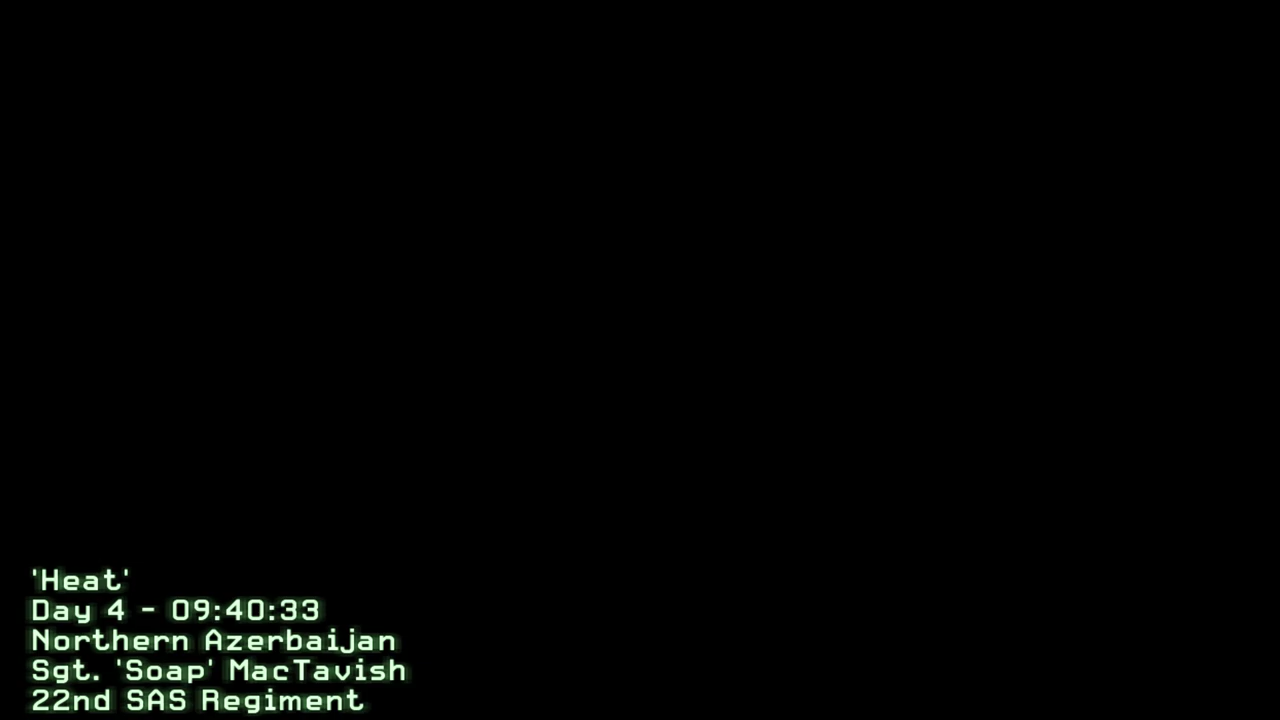 'Heat'
Day 4 - 09:40:33
Northern Azerbaijan
Sgt. 'Soap' MacTavish
22nd SAS Regiment